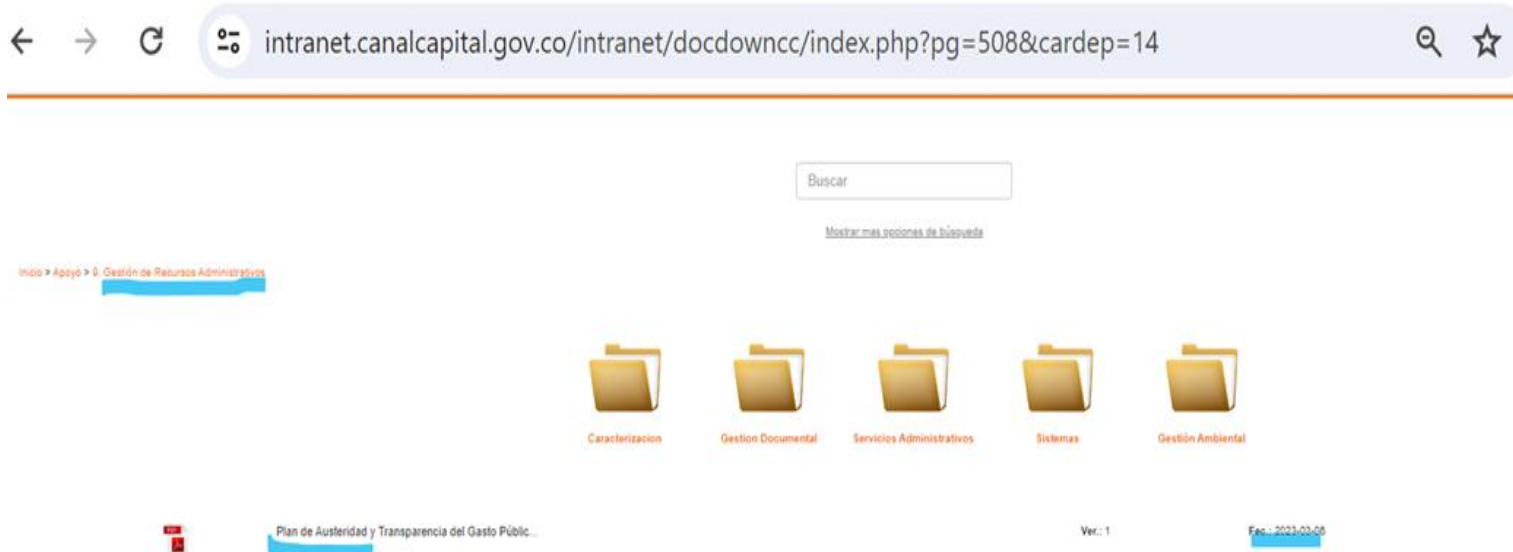 intranet.canalcapital.gov.co/intranet/docdowncc/index.php?pg=508&cardep=14
Buscar
Mostrar mas opciones de búsqueda
Inicio > Apoyo > 9. Gestión de Recursos Administrativos
Caracterizacion Gestion Documental Servicios Administrativos Sistemas Gestión Ambiental
PDF Plan de Austeridad y Transparencia del Gasto Públic... Ver.: 1 Fec.: 2023-03-06